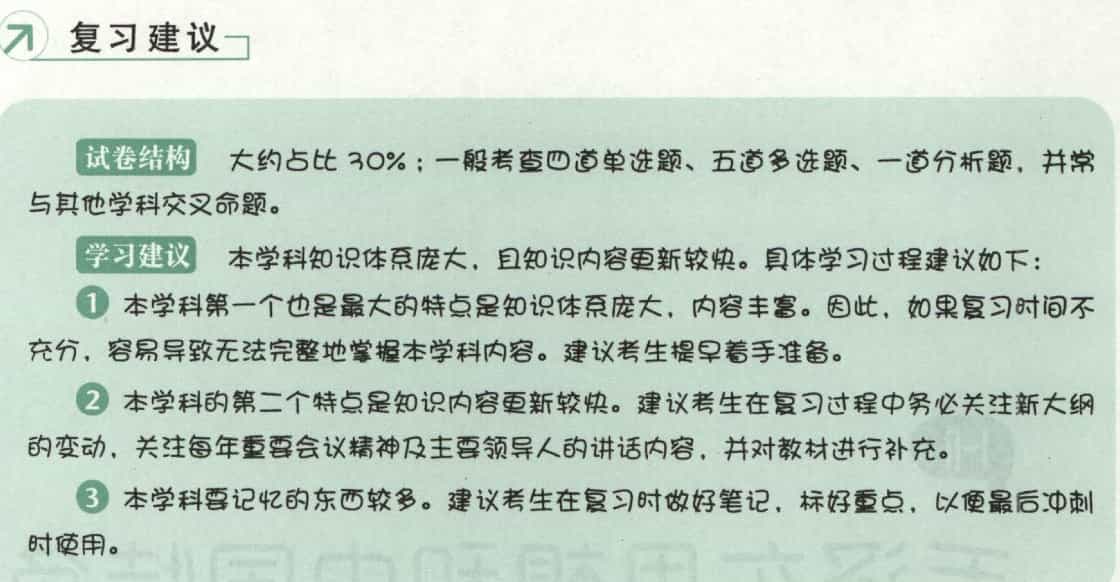 复习建议
试卷结构 大约占比 30%；一般考查四道单选题、五道多选题、一道分析题，并常
与其他学科交叉命题。
学习建议 本学科知识体系庞大，且知识内容更新较快。具体学习过程建议如下：
1 本学科第一个也是最大的特点是知识体系庞大，内容丰富。因此，如果复习时间不
充分，容易导致无法完整地掌握本学科内容。建议考生提早着手准备。
2 本学科的第二个特点是知识内容更新较快。建议考生在复习过程中务必关注新大纲
的变动，关注每年重要会议精神及主要领导人的讲话内容，并对教材进行补充。
3 本学科要记忆的东西较多。建议考生在复习时做好笔记，标好重点，以便最后冲刺
时使用。